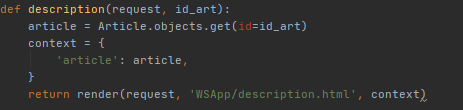 def description(request, id_art):
    article = Article.objects.get(id=id_art)
    context = {
        'article': article,
    }
    return render(request, 'WSApp/description.html', context)